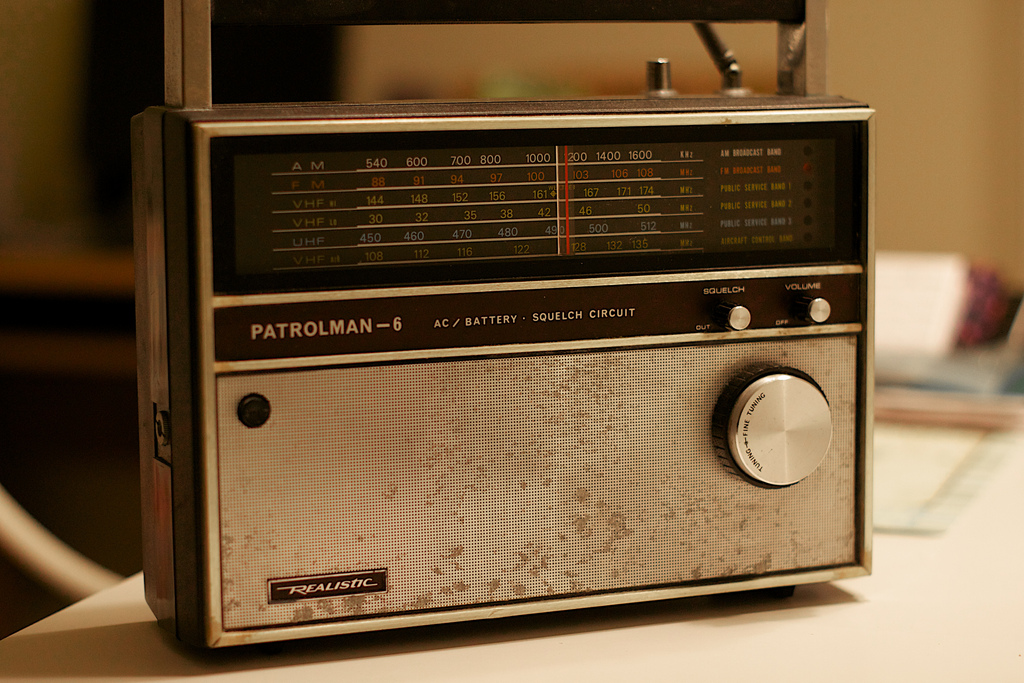 AM 540 600 700 800 1000 1200 1400 1600 KHz AM BROADCAST BAND
FM 88 91 94 97 100 103 106 108 MHz FM BROADCAST BAND
VHF HI 144 148 152 156 161 167 171 174 MHz PUBLIC SERVICE BAND 1
VHF LO 30 32 35 38 42 46 50 MHz PUBLIC SERVICE BAND 2
UHF 450 460 470 480 490 500 512 MHz PUBLIC SERVICE BAND 3
VHF 108 112 116 122 128 132 135 MHz AIRCRAFT CONTROL BAND
SQUELCH VOLUME
OUT OFF
PATROLMAN-6 AC/BATTERY · SQUELCH CIRCUIT
TUNING FINE TUNING
REALISTIC